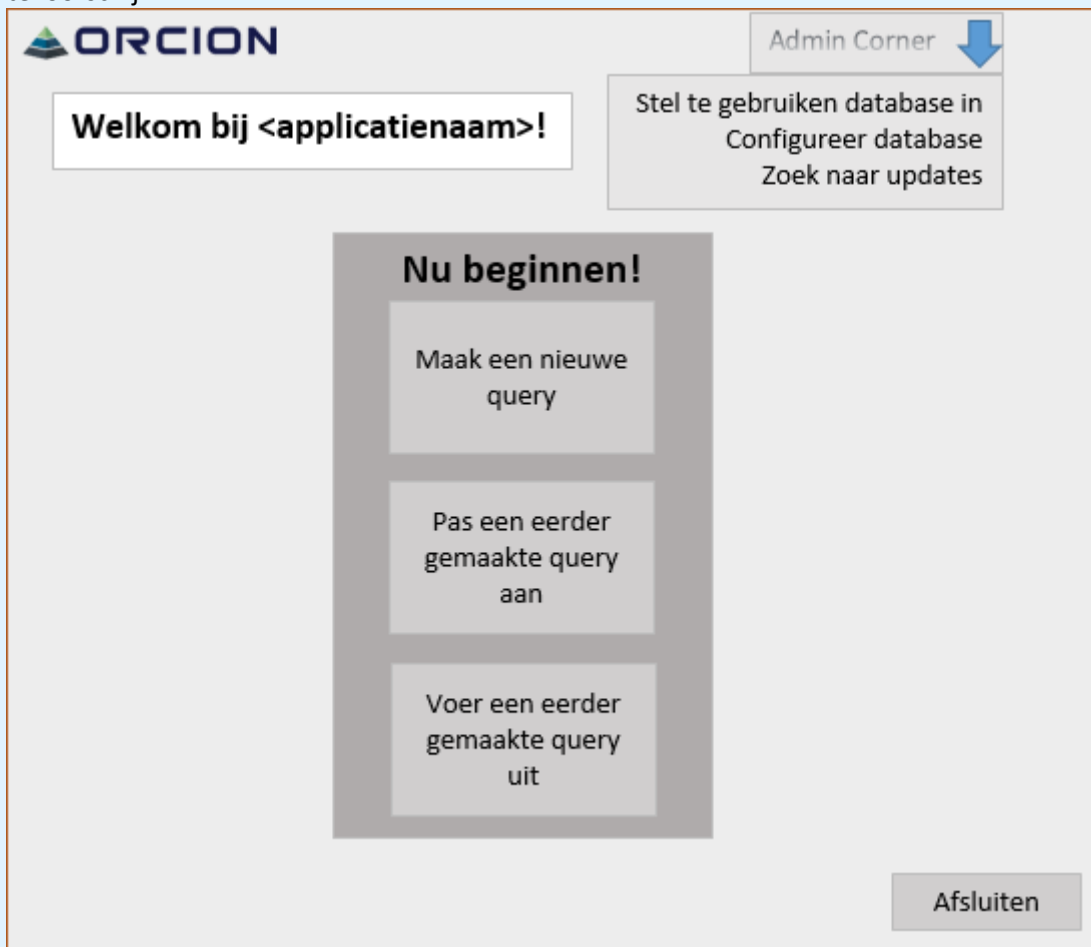 ORCION
Admin Corner
Welkom bij <applicatienaam>!
Stel te gebruiken database in
Configureer database
Zoek naar updates
Nu beginnen!
Maak een nieuwe
query
Pas een eerder
gemaakte query
aan
Voer een eerder
gemaakte query
uit
Afsluiten